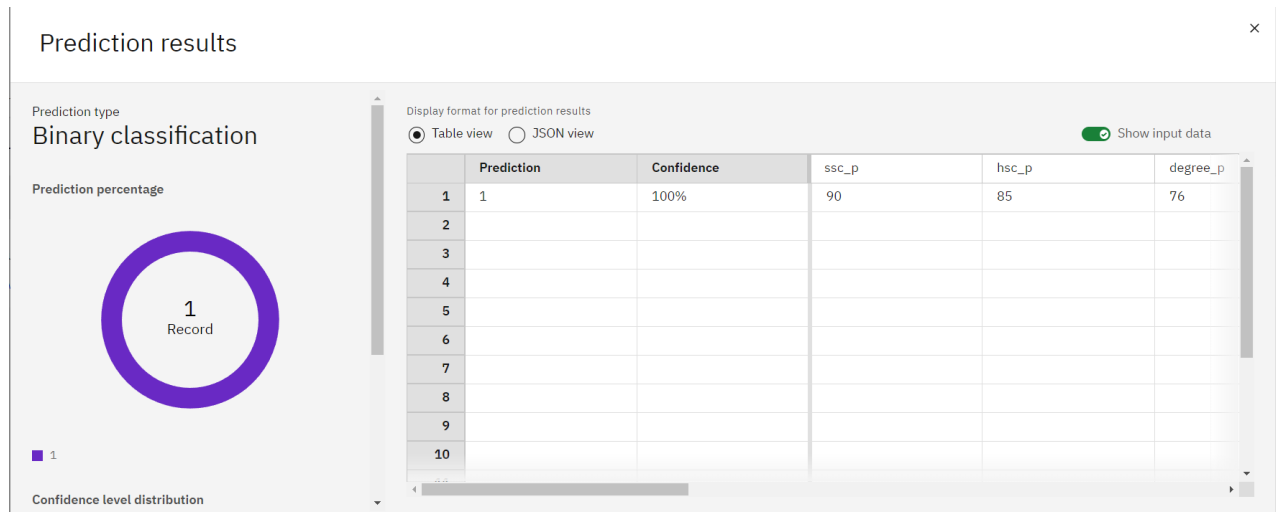 Prediction results
Prediction type
Binary classification
Prediction percentage
1
Record
1
Confidence level distribution
Display format for prediction results
Table view JSON view
Show input data
Prediction Confidence ssc_p hsc_p degree_p
1 1 100% 90 85 76
2
3
4
5
6
7
8
9
10